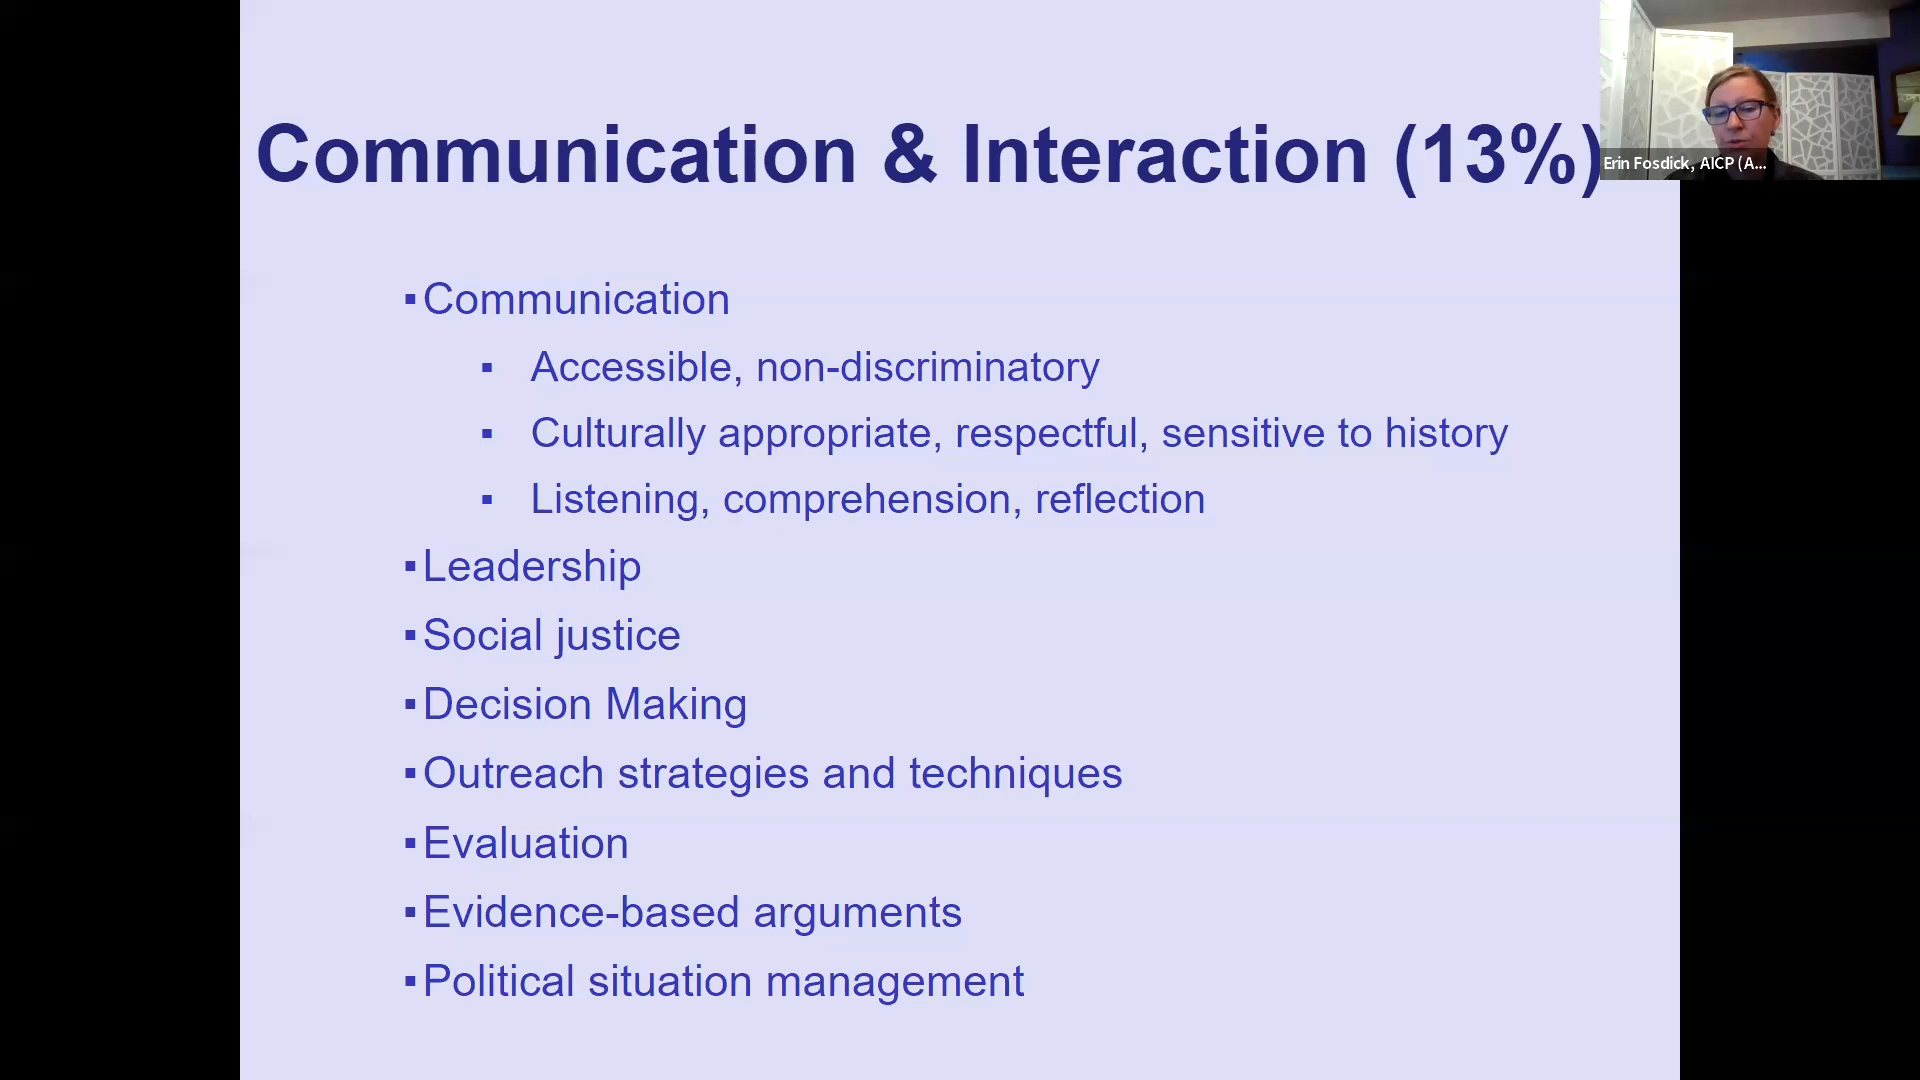 Communication & Interaction (13%)
Erin Fosdick, AICP (A...
▪Communication
▪ Accessible, non-discriminatory
▪ Culturally appropriate, respectful, sensitive to history
▪ Listening, comprehension, reflection
▪Leadership
▪Social justice
▪Decision Making
▪Outreach strategies and techniques
▪Evaluation
▪Evidence-based arguments
▪Political situation management